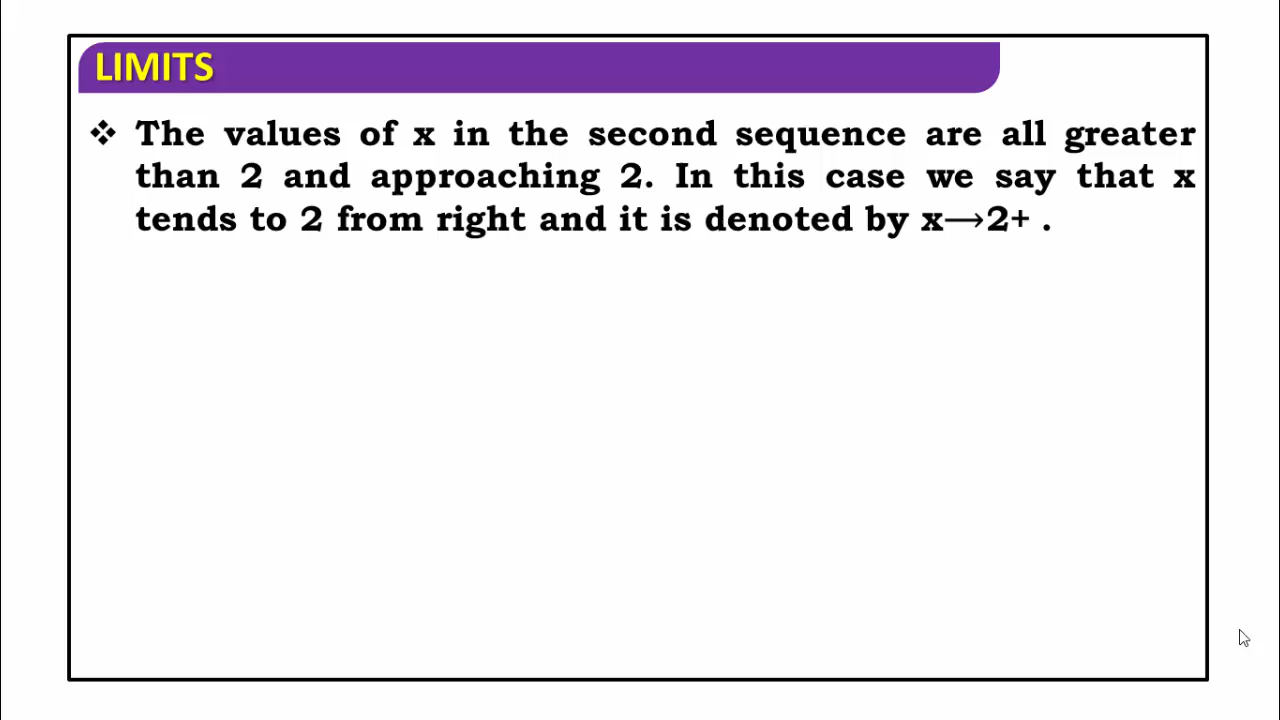 LIMITS
❖ The values of x in the second sequence are all greater
than 2 and approaching 2. In this case we say that x
tends to 2 from right and it is denoted by x⟶2+ .